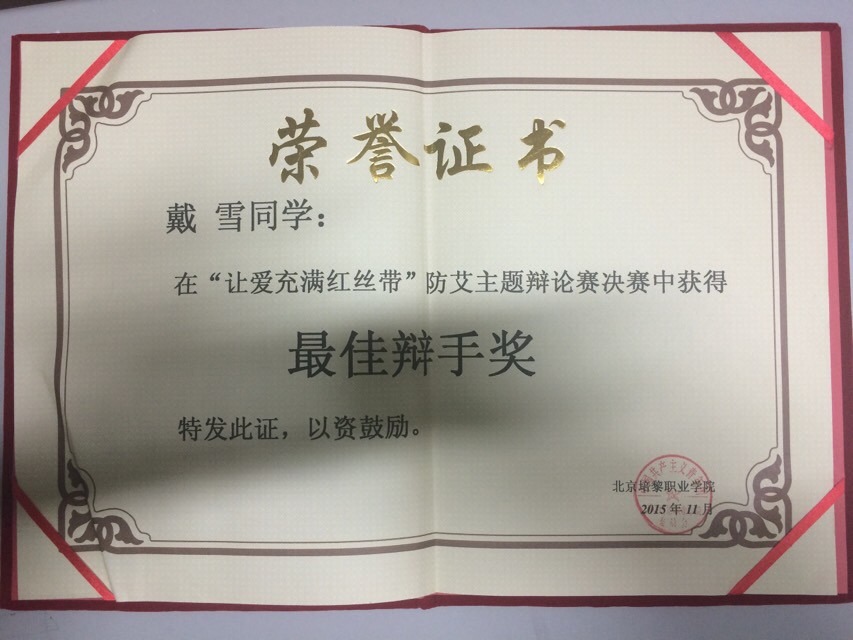 荣誉证书
戴 雪同学：
在“让爱充满红丝带”防艾主题辩论赛决赛中获得
最佳辩手奖
特发此证，以资鼓励。
北京培黎职业学院
2015年11月